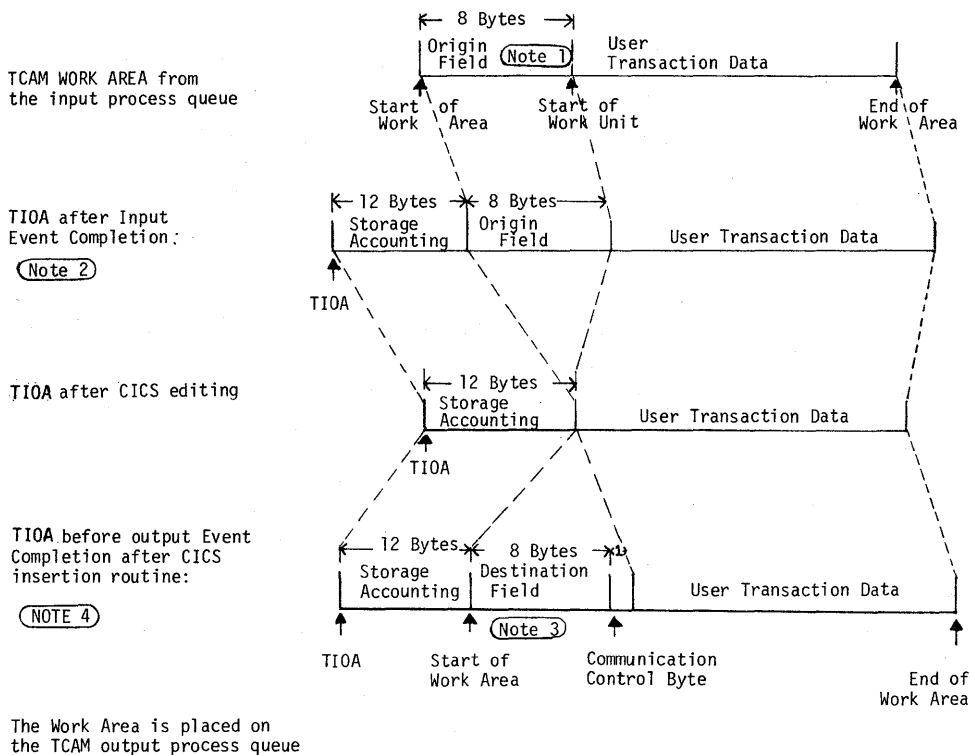 8 Bytes
TCAM WORK AREA from
the input process queue
Origin
Field
Note 1
User
Transaction Data
Start of
Work Area
Start of
Work Unit
End of
Work Area
TIOA after Input
Event Completion:
Note 2
12 Bytes
8 Bytes
Storage
Accounting
Origin
Field
User Transaction Data
TIOA
TIOA after CICS editing
12 Bytes
Storage
Accounting
User Transaction Data
TIOA
TIOA before output Event
Completion after CICS
insertion routine:
NOTE 4
12 Bytes
8 Bytes
1
Storage
Accounting
Destination
Field
User Transaction Data
Note 3
TIOA
Start of
Work Area
Communication
Control Byte
End of
Work Area
The Work Area is placed on
the TCAM output process queue